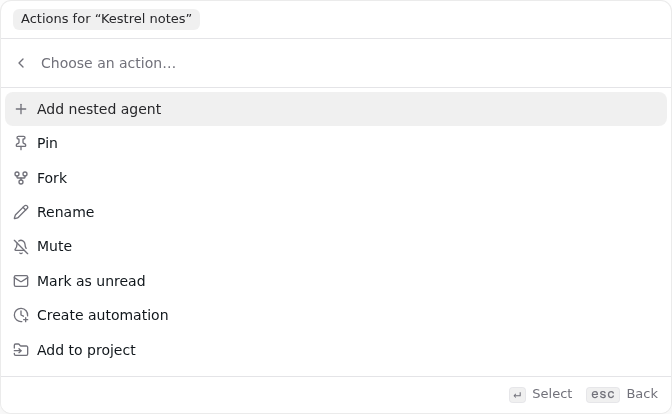 Actions for “Kestrel notes”
Choose an action…
Add nested agent
Pin
Fork
Rename
Mute
Mark as unread
Create automation
Add to project
↵ Select esc Back